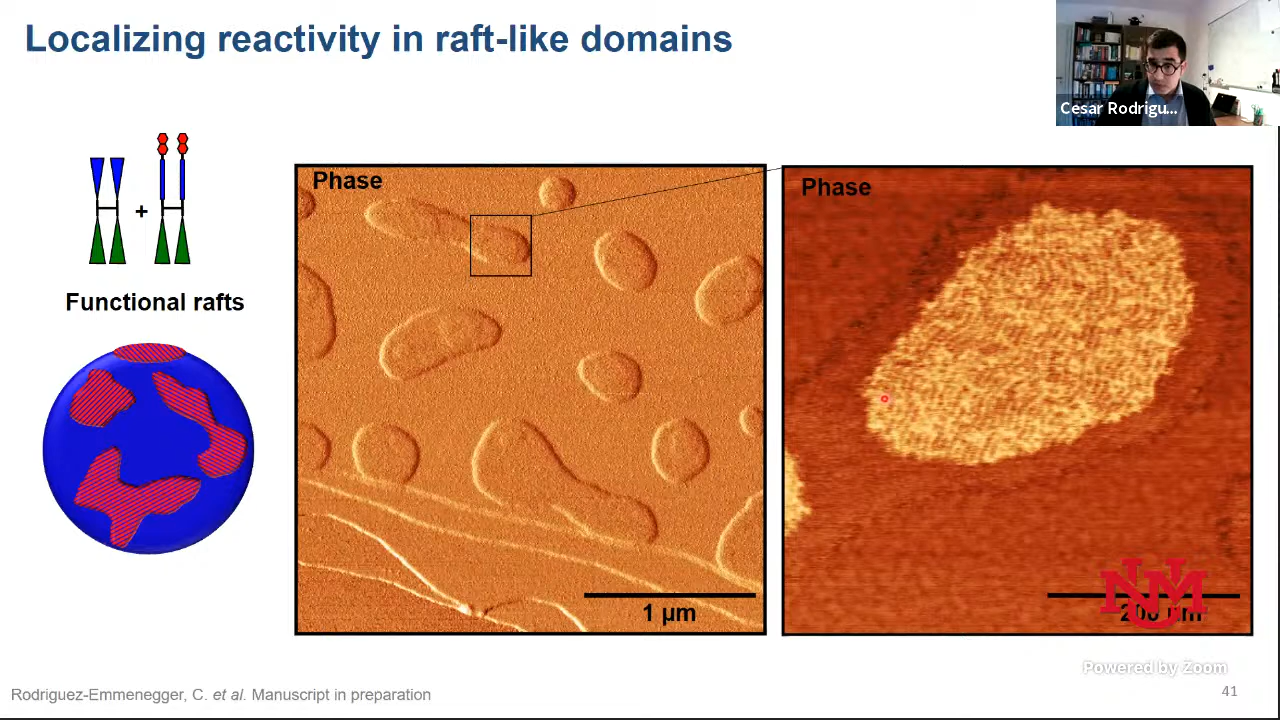 Localizing reactivity in raft-like domains
Cesar Rodrigu...
+
Functional rafts
Phase
1 µm
Phase
200 nm
UNM
Powered by Zoom
Rodriguez-Emmenegger, C. et al. Manuscript in preparation
41